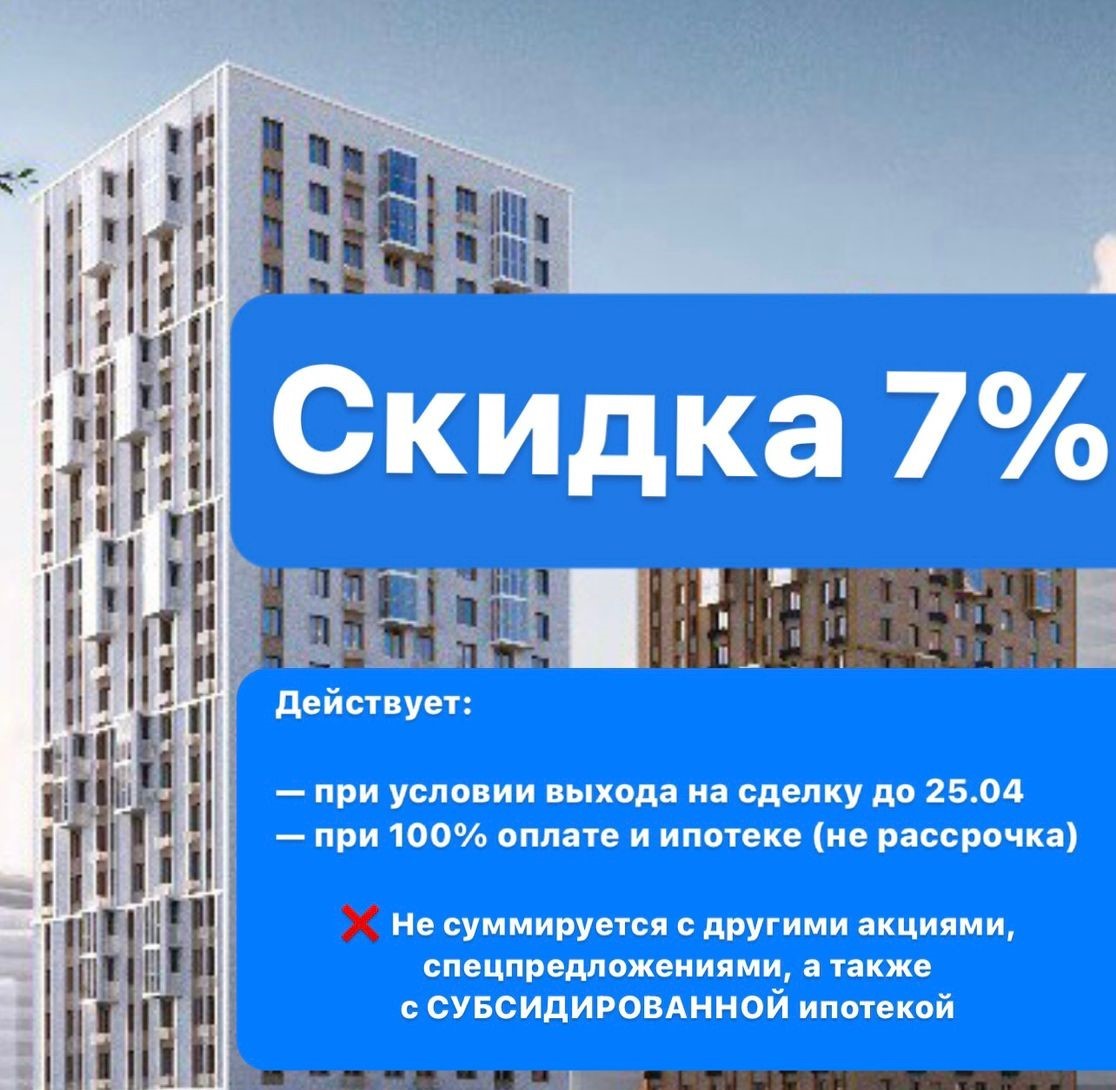 Скидка 7%
Действует:
— при условии выхода на сделку до 25.04
— при 100% оплате и ипотеке (не рассрочка)
❌ Не суммируется с другими акциями,
спецпредложениями, а также
с СУБСИДИРОВАННОЙ ипотекой